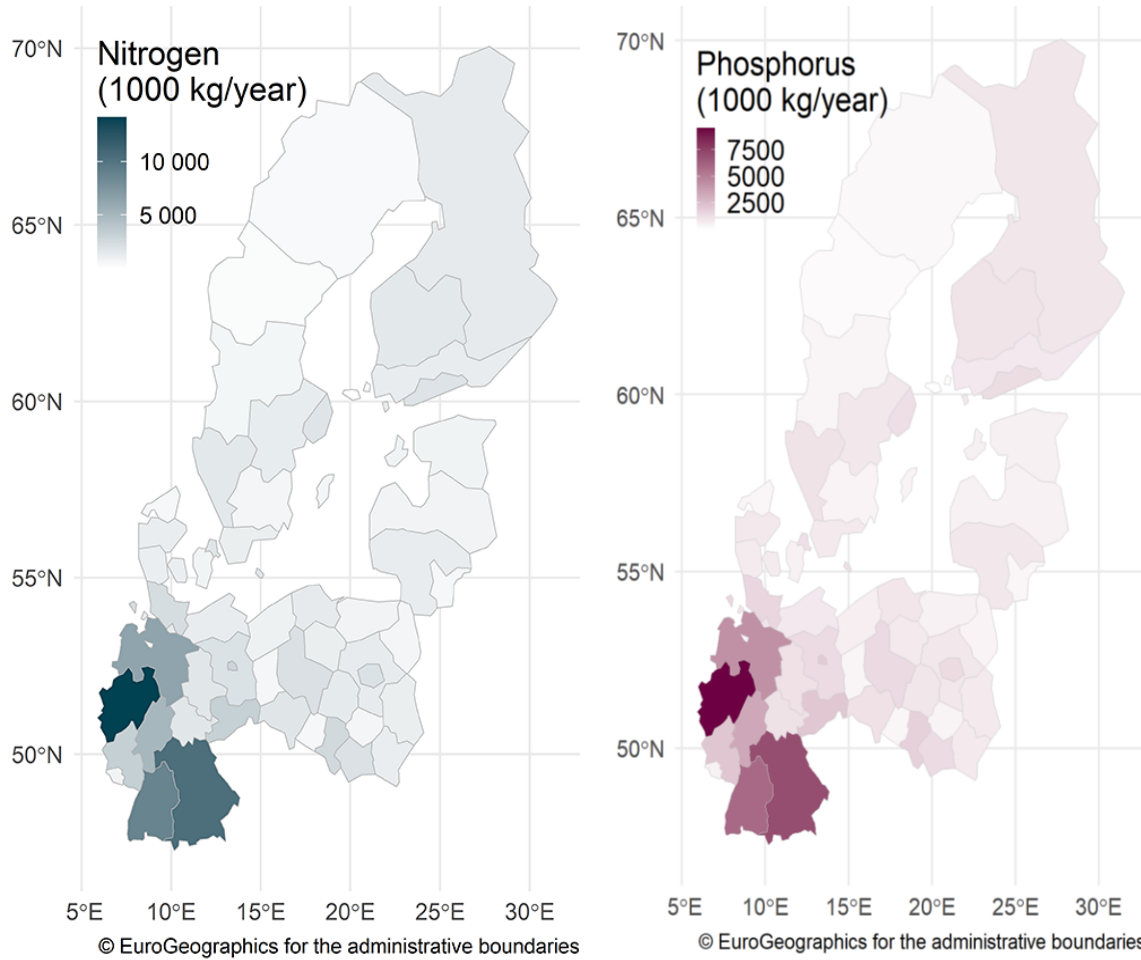 Nitrogen
(1000 kg/year)
10 000
5 000
70°N
65°N
60°N
55°N
50°N
5°E 10°E 15°E 20°E 25°E 30°E
© EuroGeographics for the administrative boundaries
Phosphorus
(1000 kg/year)
7500
5000
2500
70°N
65°N
60°N
55°N
50°N
5°E 10°E 15°E 20°E 25°E 30°E
© EuroGeographics for the administrative boundaries